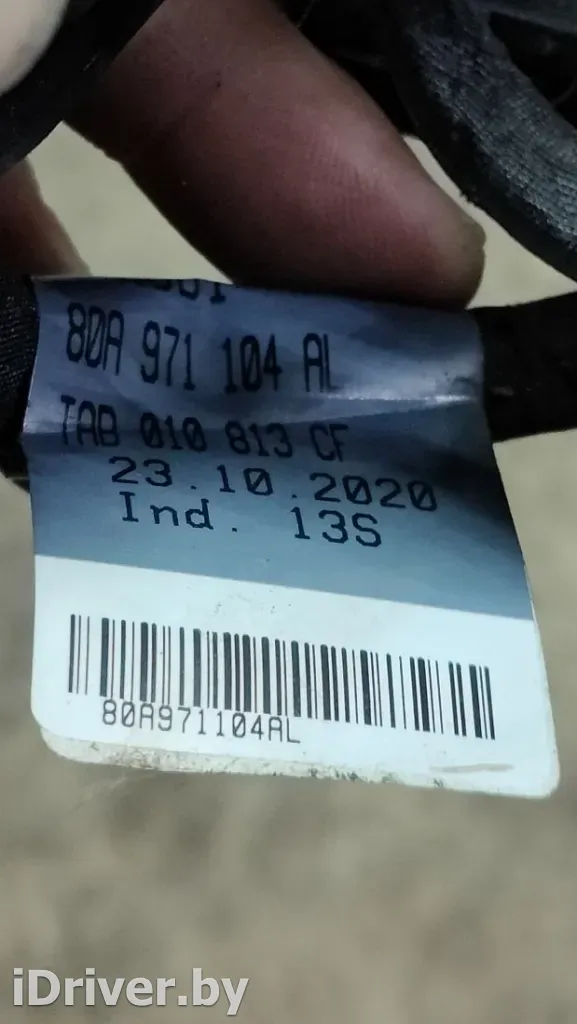 80A 971 104 AL
TAB 010 813 CF
23.10.2020
Ind. 13S
80A971104AL
iDriver.by